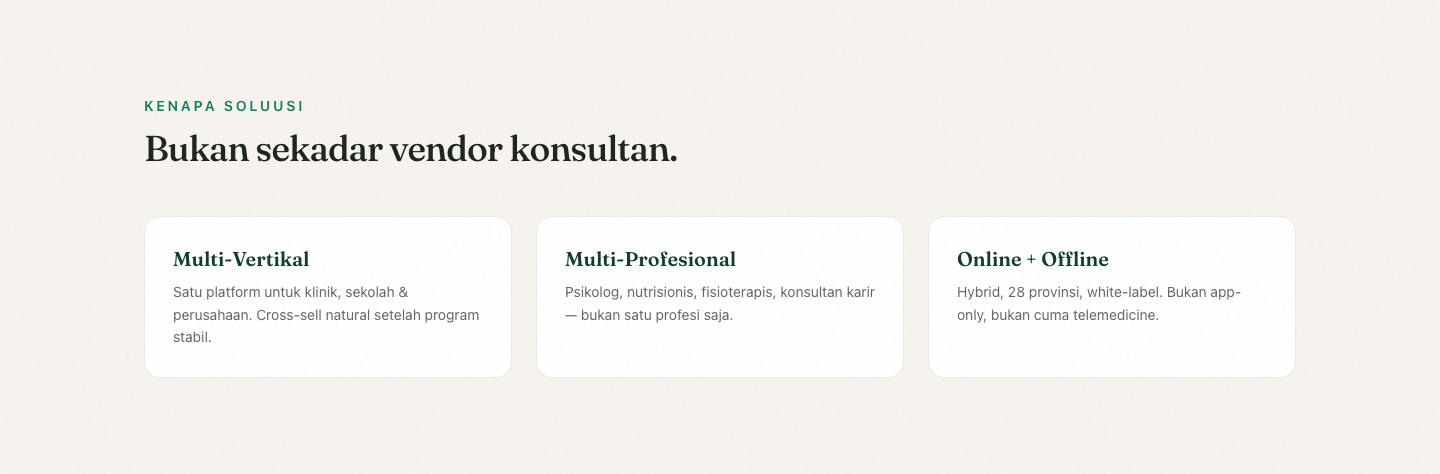 KENAPA SOLUUSI
Bukan sekadar vendor konsultan.
Multi-Vertikal
Satu platform untuk klinik, sekolah &
perusahaan. Cross-sell natural setelah program
stabil.
Multi-Profesional
Psikolog, nutrisionis, fisioterapis, konsultan karir
— bukan satu profesi saja.
Online + Offline
Hybrid, 28 provinsi, white-label. Bukan app-
only, bukan cuma telemedicine.